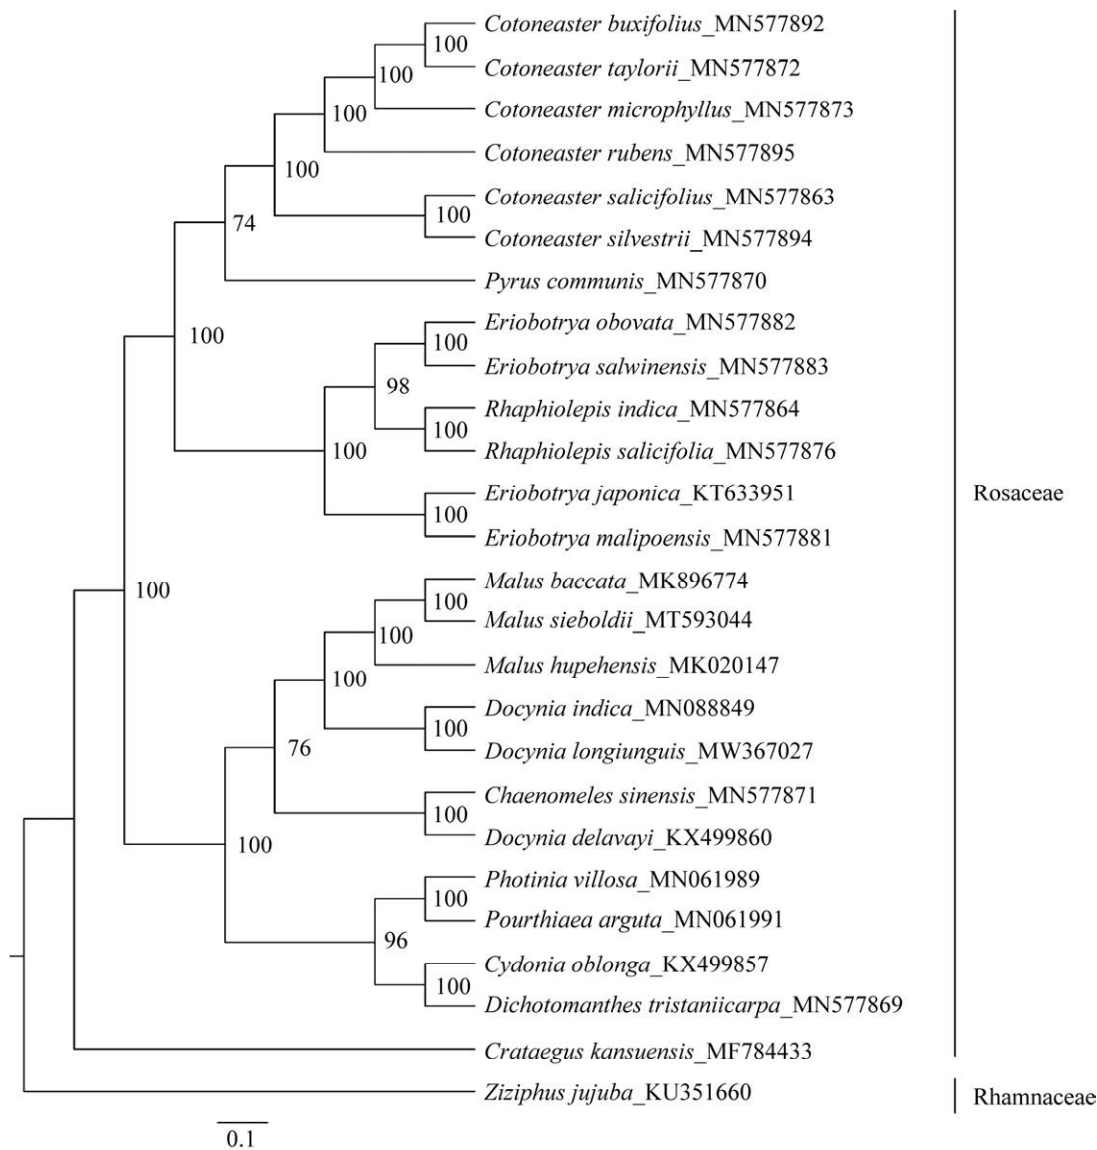 Cotoneaster buxifolius_MN577892
100
Cotoneaster taylorii_MN577872
100
Cotoneaster microphyllus_MN577873
100
Cotoneaster rubens_MN577895
100
Cotoneaster salicifolius_MN577863
100
74
Cotoneaster silvestrii_MN577894
Pyrus communis_MN577870
Eriobotrya obovata_MN577882
100
100
Eriobotrya salwinensis_MN577883
98
Rhaphiolepis indica_MN577864
100
Rhaphiolepis salicifolia_MN577876
100
Eriobotrya japonica_KT633951
Rosaceae
100
Eriobotrya malipoensis_MN577881
Malus baccata_MK896774
100
100
Malus sieboldii_MT593044
100
Malus hupehensis_MK020147
100
Docynia indica_MN088849
100
76
Docynia longiunguis_MW367027
Chaenomeles sinensis_MN577871
100
Docynia delavayi_KX499860
100
Photinia villosa_MN061989
100
Pourthiaea arguta_MN061991
96
Cydonia oblonga_KX499857
100
Dichotomanthes tristaniicarpa_MN577869
Crataegus kansuensis_MF784433
Ziziphus jujuba_KU351660
Rhamnaceae
0.1